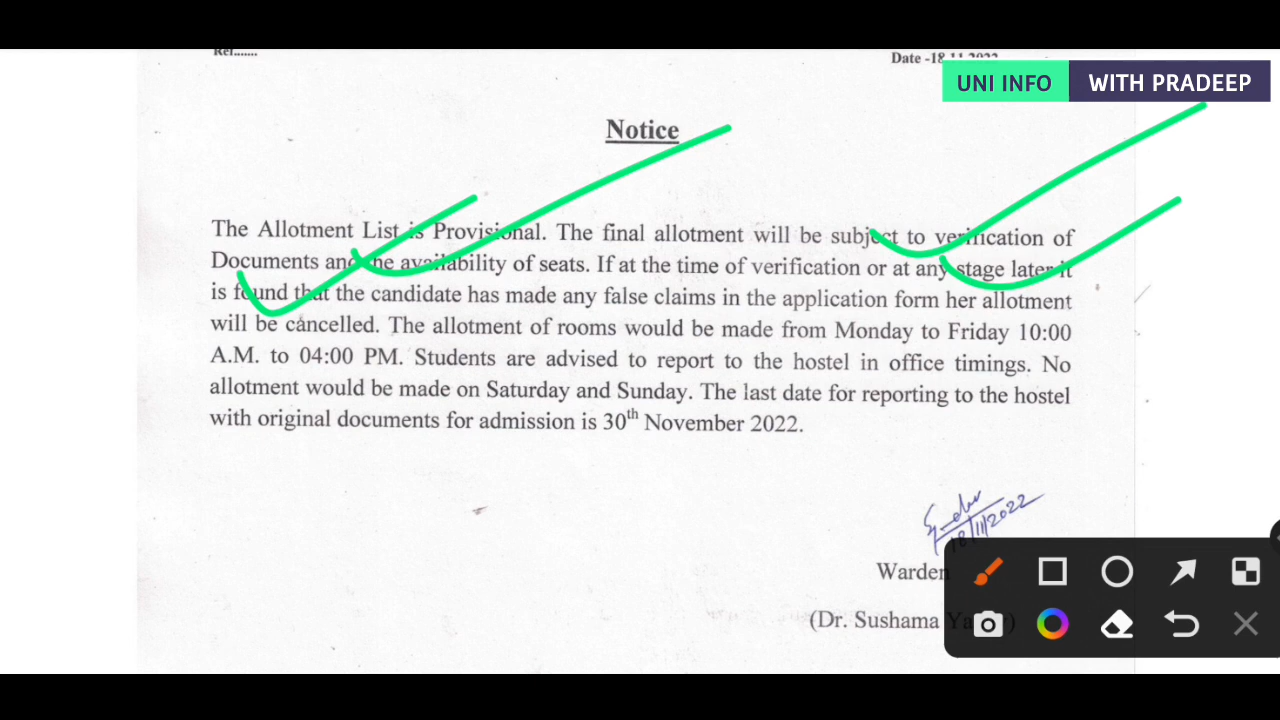 Ref.......
Date -18.11.2022
UNI INFO WITH PRADEEP
Notice
The Allotment List is Provisional. The final allotment will be subject to verification of
Documents and the availability of seats. If at the time of verification or at any stage later it
is found that the candidate has made any false claims in the application form her allotment
will be cancelled. The allotment of rooms would be made from Monday to Friday 10:00
A.M. to 04:00 PM. Students are advised to report to the hostel in office timings. No
allotment would be made on Saturday and Sunday. The last date for reporting to the hostel
with original documents for admission is 30th November 2022.
18/11/2022
Warden
(Dr. Sushama